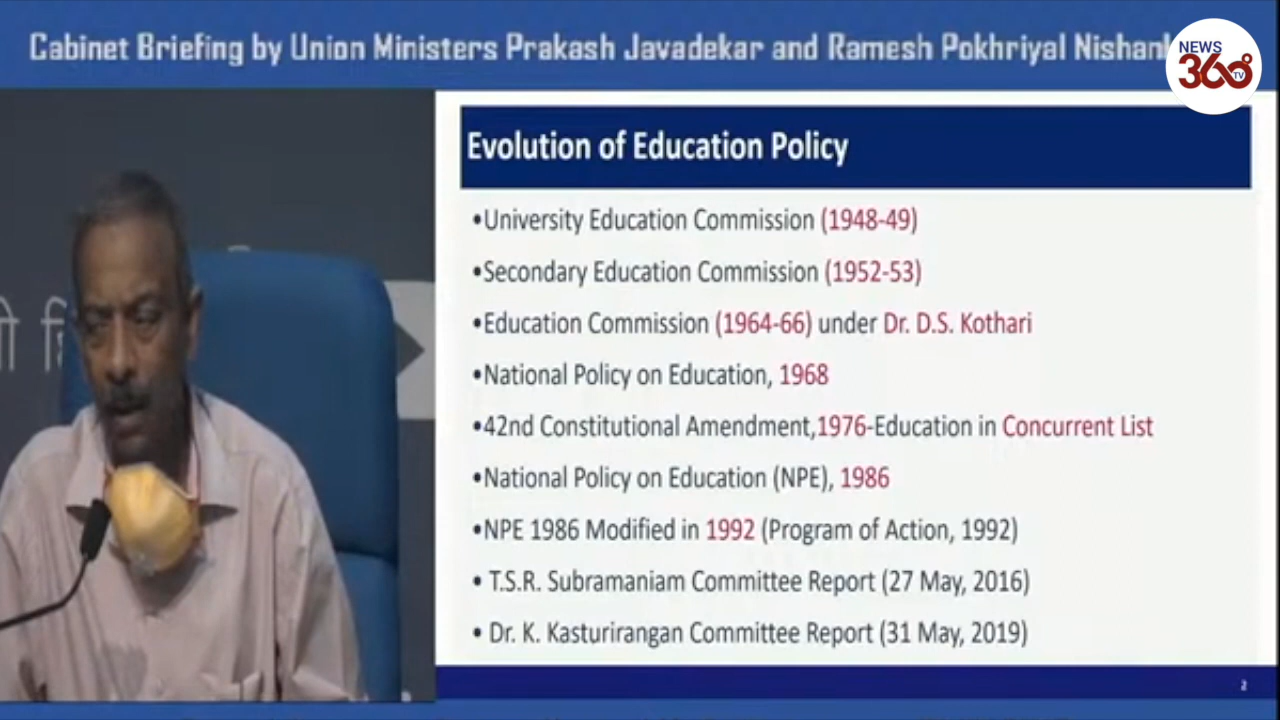 Cabinet Briefing by Union Ministers Prakash Javadekar and Ramesh Pokhriyal
NEWS
360°
TV
Evolution of Education Policy
•University Education Commission (1948-49)
•Secondary Education Commission (1952-53)
•Education Commission (1964-66) under Dr. D.S. Kothari
•National Policy on Education, 1968
•42nd Constitutional Amendment,1976-Education in Concurrent List
•National Policy on Education (NPE), 1986
•NPE 1986 Modified in 1992 (Program of Action, 1992)
• T.S.R. Subramaniam Committee Report (27 May, 2016)
• Dr. K. Kasturirangan Committee Report (31 May, 2019)
2